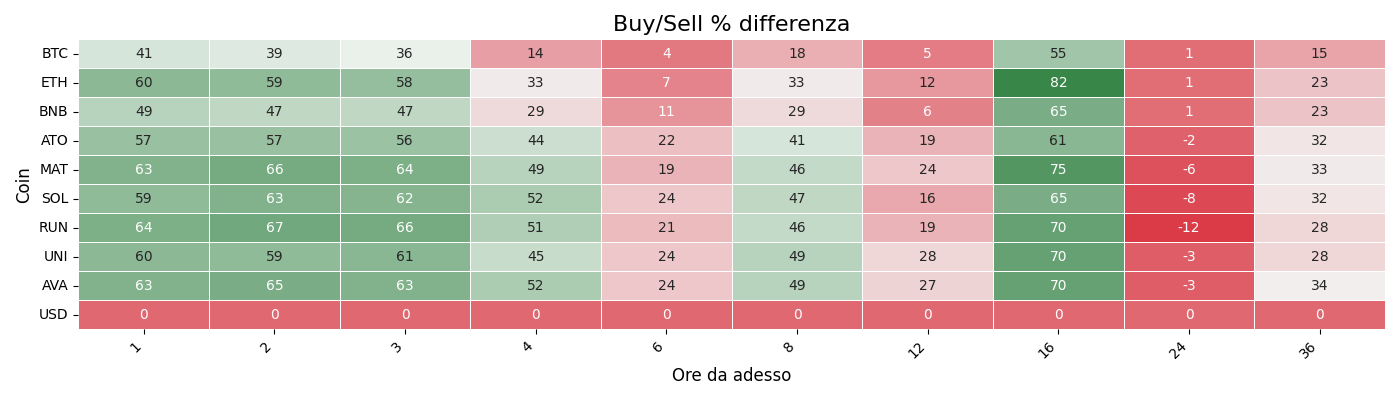 Buy/Sell % differenza
BTC 41 39 36 14 4 18 5 55 1 15
ETH 60 59 58 33 7 33 12 82 1 23
BNB 49 47 47 29 11 29 6 65 1 23
ATO 57 57 56 44 22 41 19 61 -2 32
MAT 63 66 64 49 19 46 24 75 -6 33
SOL 59 63 62 52 24 47 16 65 -8 32
RUN 64 67 66 51 21 46 19 70 -12 28
UNI 60 59 61 45 24 49 28 70 -3 28
AVA 63 65 63 52 24 49 27 70 -3 34
USD 0 0 0 0 0 0 0 0 0 0
Coin
1 2 3 4 6 8 12 16 24 36
Ore da adesso